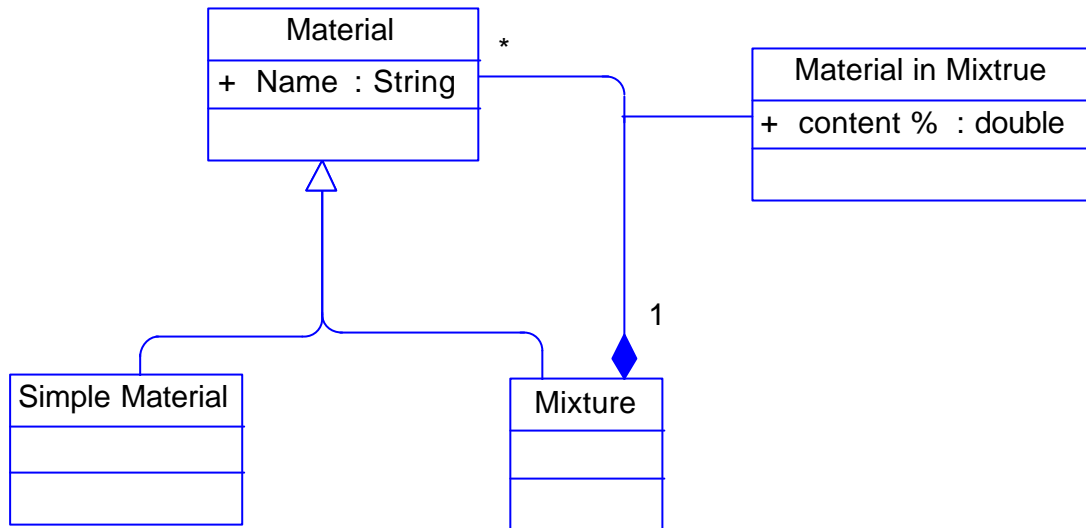 Material
*
+ Name : String
Material in Mixtrue
+ content % : double
1
Simple Material
Mixture